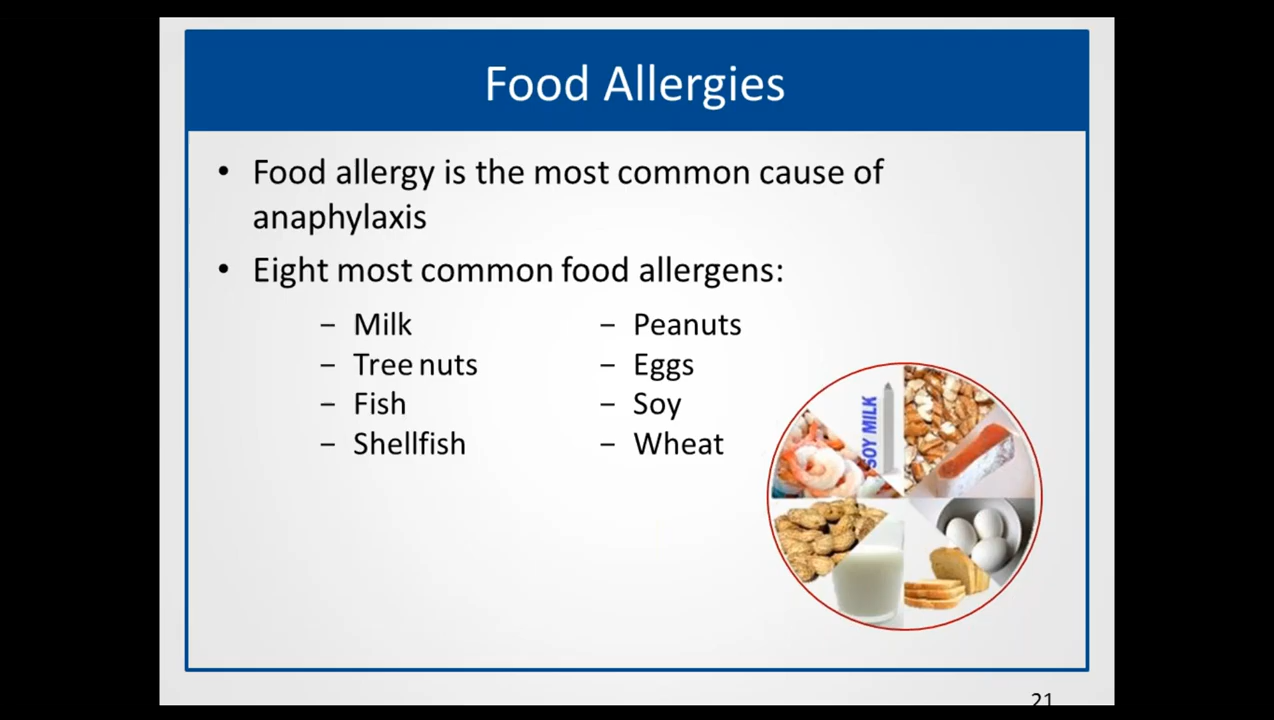 Food Allergies
• Food allergy is the most common cause of
anaphylaxis
• Eight most common food allergens:
– Milk
– Tree nuts
– Fish
– Shellfish
– Peanuts
– Eggs
– Soy
– Wheat
SOY MILK
21